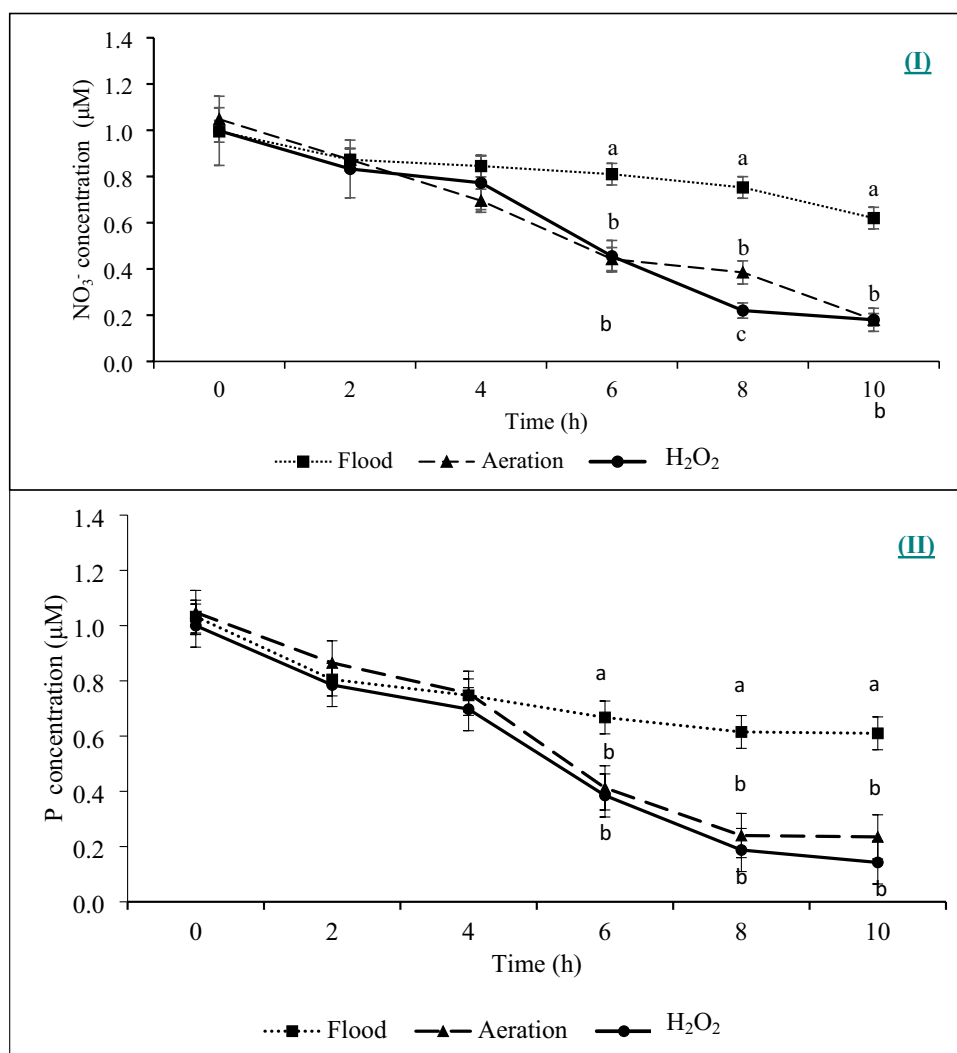 1.4
(I)
1.2
a
a
1.0
a
0.8
b
b
0.6
b
0.4
b
c
0.2
0.0
NO₃⁻ concentration (µM)
0 2 4 6 8 10
b
Time (h)
Flood Aeration H₂O₂
1.4
(II)
1.2
1.0
a
a
a
0.8
b
0.6
b
b
0.4
b
0.2
b
b
0.0
P concentration (µM)
0 2 4 6 8 10
Time (h)
Flood Aeration H₂O₂